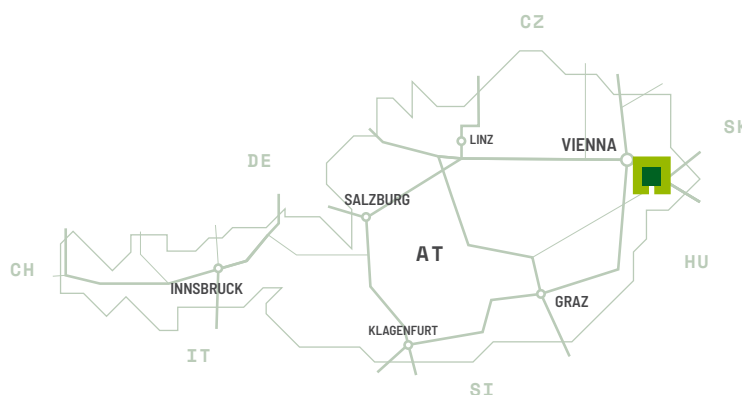 CZ
SK
LINZ
VIENNA
DE
SALZBURG
AT
HU
CH
INNSBRUCK
GRAZ
KLAGENFURT
IT
SI